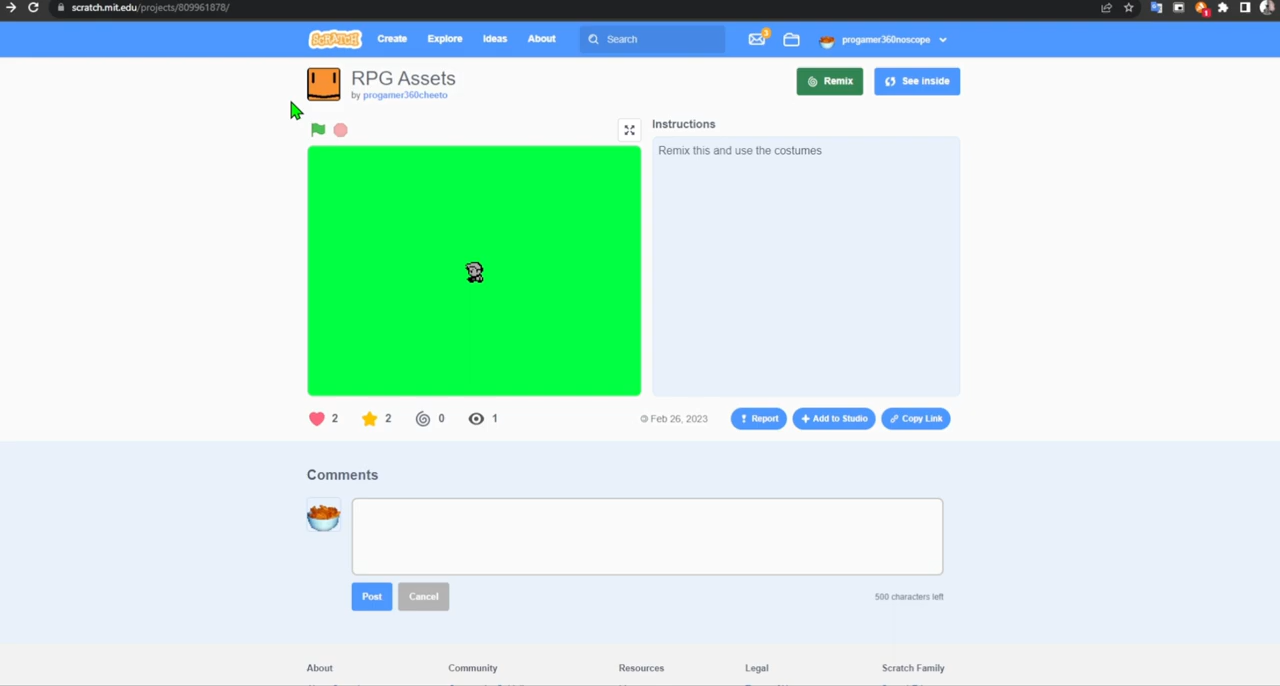 scratch.mit.edu/projects/809961878/
1
SCRATCH Create Explore Ideas About Search 3 progamer360noscope
RPG Assets
by progamer360cheeto
Remix See inside
Instructions
Remix this and use the costumes
2 2 0 1 © Feb 26, 2023 Report Add to Studio Copy Link
Comments
Post Cancel 500 characters left
About Community Resources Legal Scratch Family